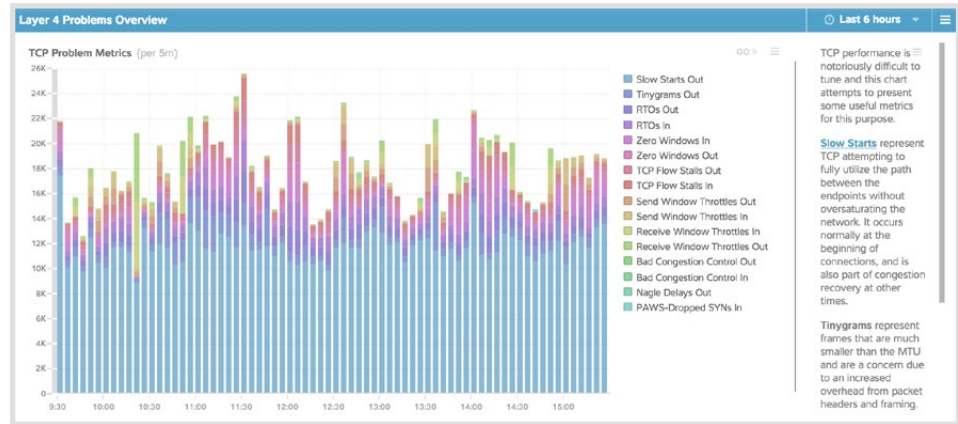 Layer 4 Problems Overview
Last 6 hours
TCP Problem Metrics (per 5m)
GO >
26K
24K
22K
20K
18K
16K
14K
12K
10K
8K
6K
4K
2K
0
9:30 10:00 10:30 11:00 11:30 12:00 12:30 13:00 13:30 14:00 14:30 15:00
Slow Starts Out
Tinygrams Out
RTOs Out
RTOs In
Zero Windows In
Zero Windows Out
TCP Flow Stalls Out
TCP Flow Stalls In
Send Window Throttles Out
Send Window Throttles In
Receive Window Throttles In
Receive Window Throttles Out
Bad Congestion Control Out
Bad Congestion Control In
Nagle Delays Out
PAWS-Dropped SYNs In
TCP performance is
notoriously difficult to
tune and this chart
attempts to present
some useful metrics
for this purpose.
Slow Starts represent
TCP attempting to
fully utilize the path
between the
endpoints without
oversaturating the
network. It occurs
normally at the
beginning of
connections, and is
also part of congestion
recovery at other
times.
Tinygrams represent
frames that are much
smaller than the MTU
and are a concern due
to an increased
overhead from packet
headers and framing.